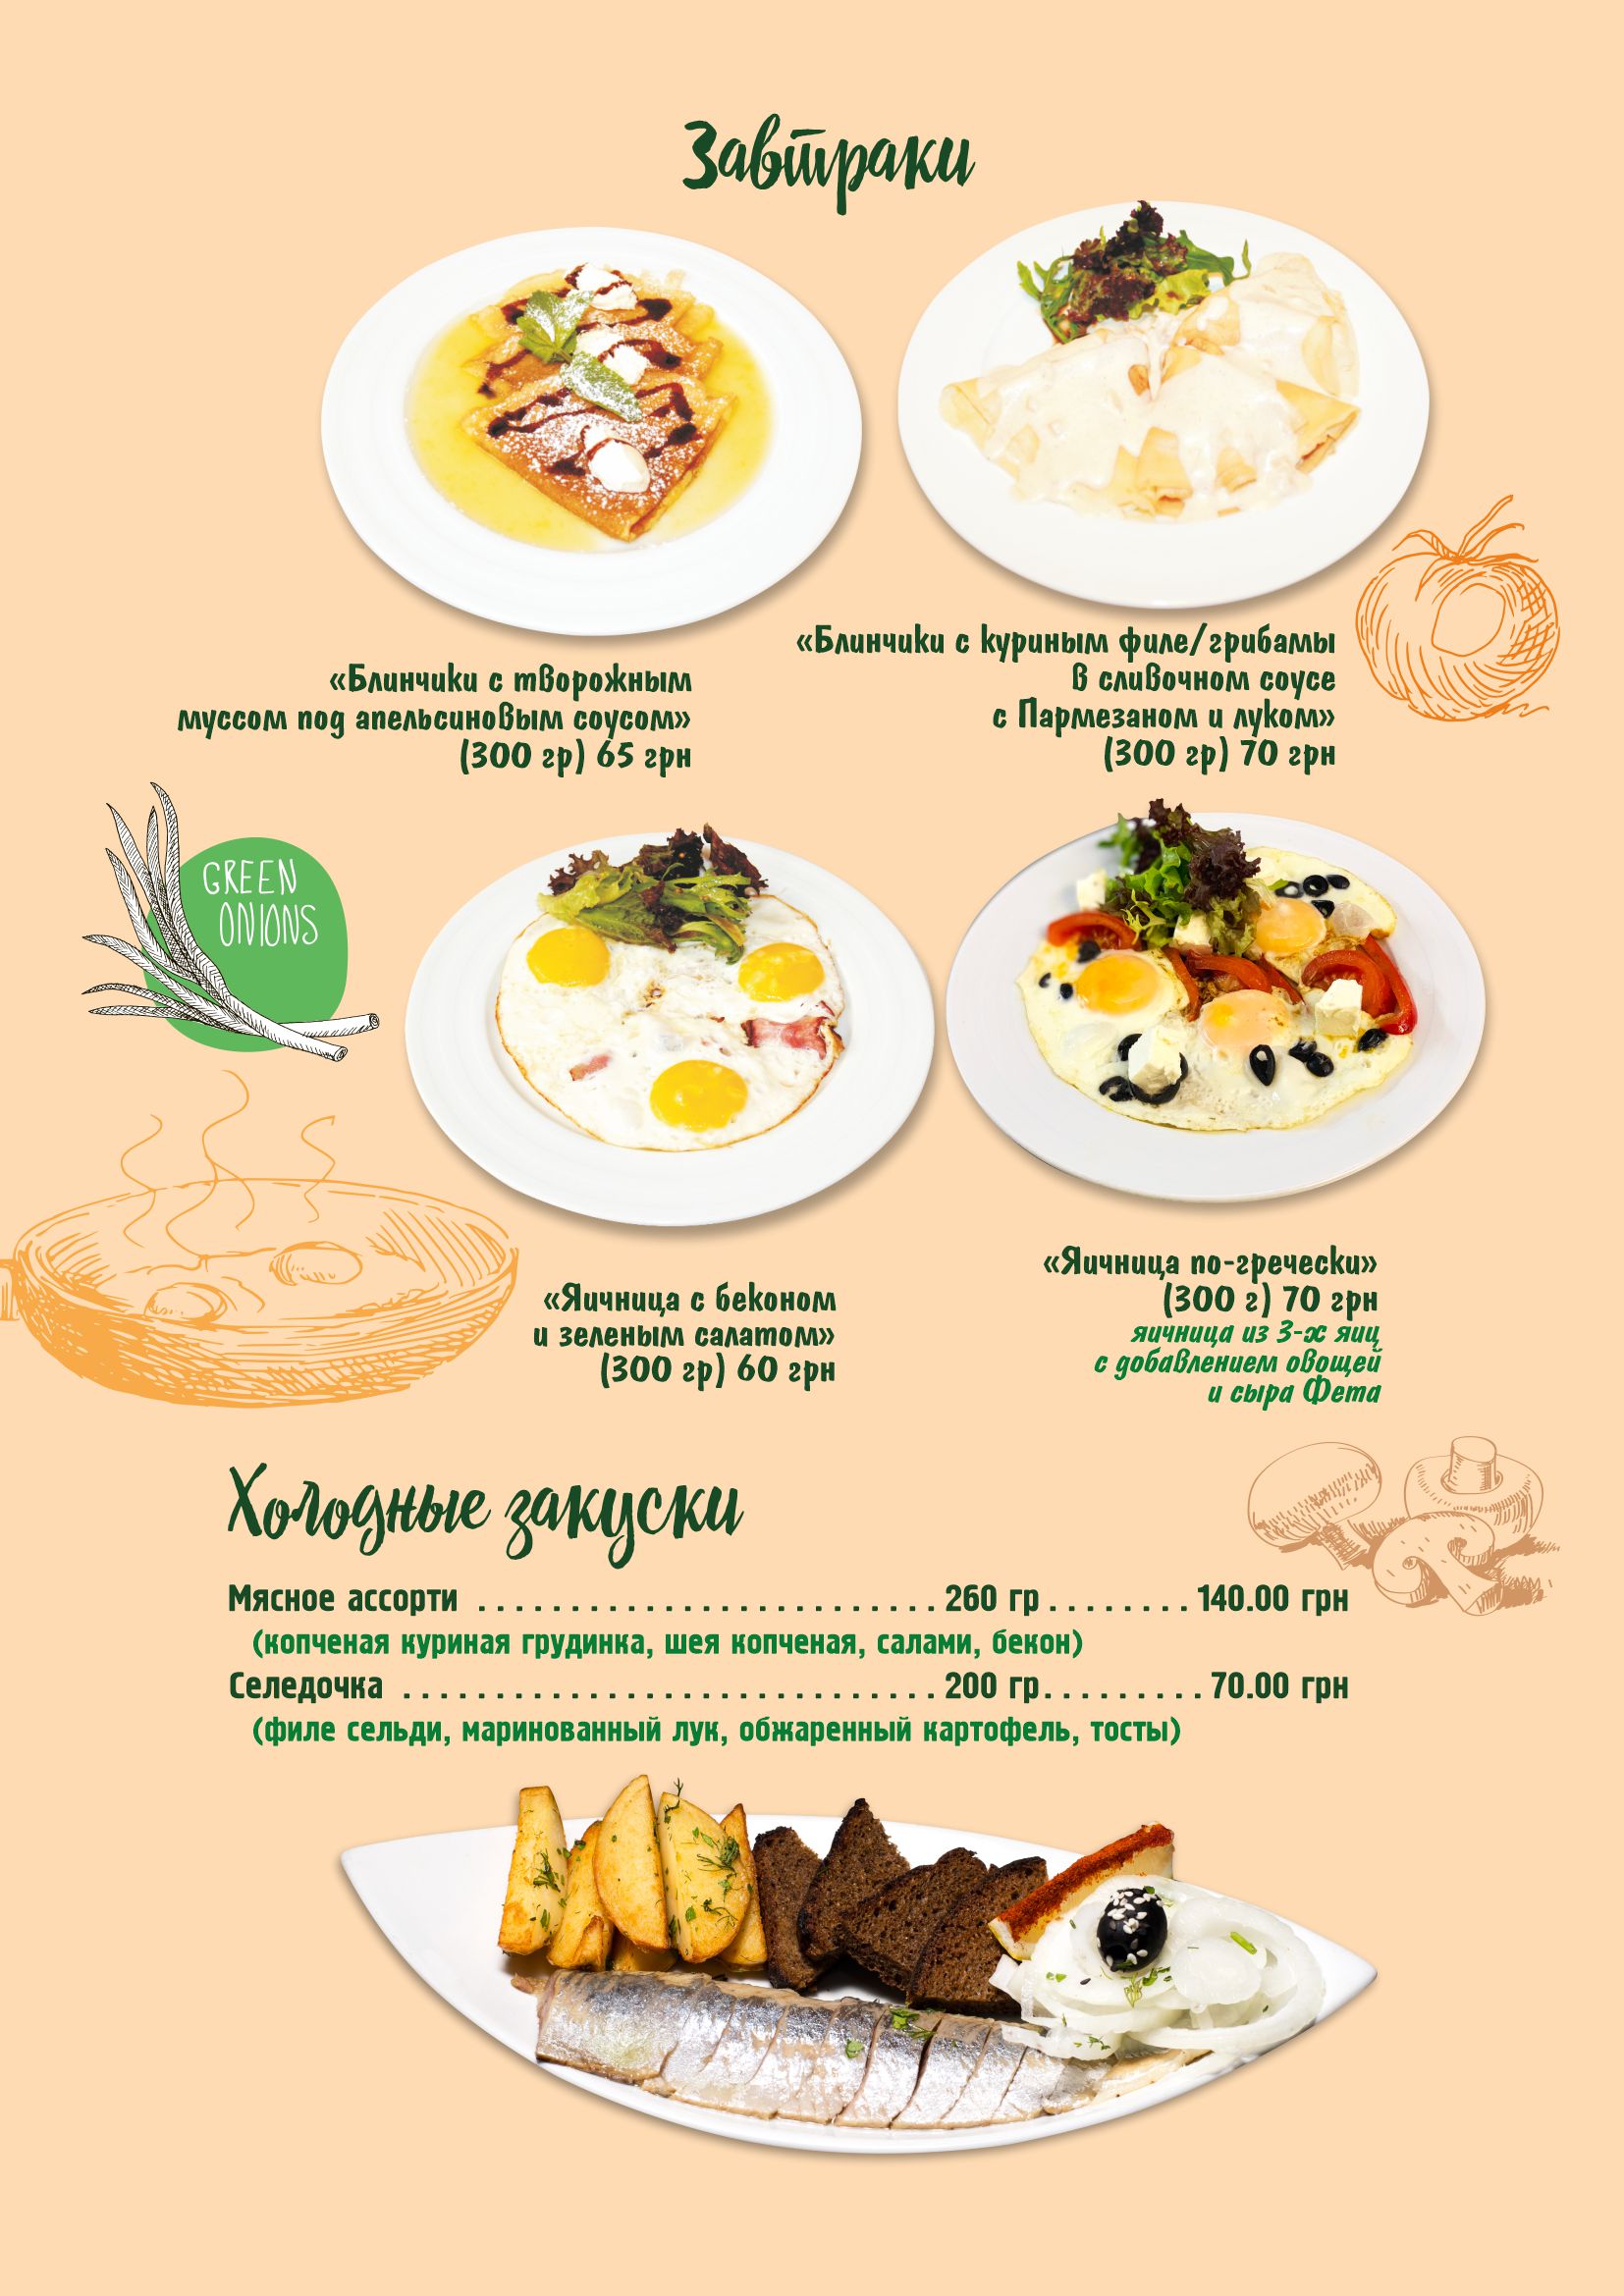 Завтраки
«Блинчики с творожным
муссом под апельсиновым соусом»
(300 гр) 65 грн
«Блинчики с куриным филе/грибамы
в сливочном соусе
с Пармезаном и луком»
(300 гр) 70 грн
GREEN
ONIONS
«Яичница с беконом
и зеленым салатом»
(300 гр) 60 грн
«Яичница по-гречески»
(300 г) 70 грн
яичница из 3-х яиц
с добавлением овощей
и сыра Фета
Холодные закуски
Мясное ассорти . . . . . . . . . . . . . . . . . . . . . . . . . 260 гр . . . . . . . . 140.00 грн
(копченая куриная грудинка, шея копченая, салами, бекон)
Селедочка . . . . . . . . . . . . . . . . . . . . . . . . . . . . . 200 гр. . . . . . . . . 70.00 грн
(филе сельди, маринованный лук, обжаренный картофель, тосты)